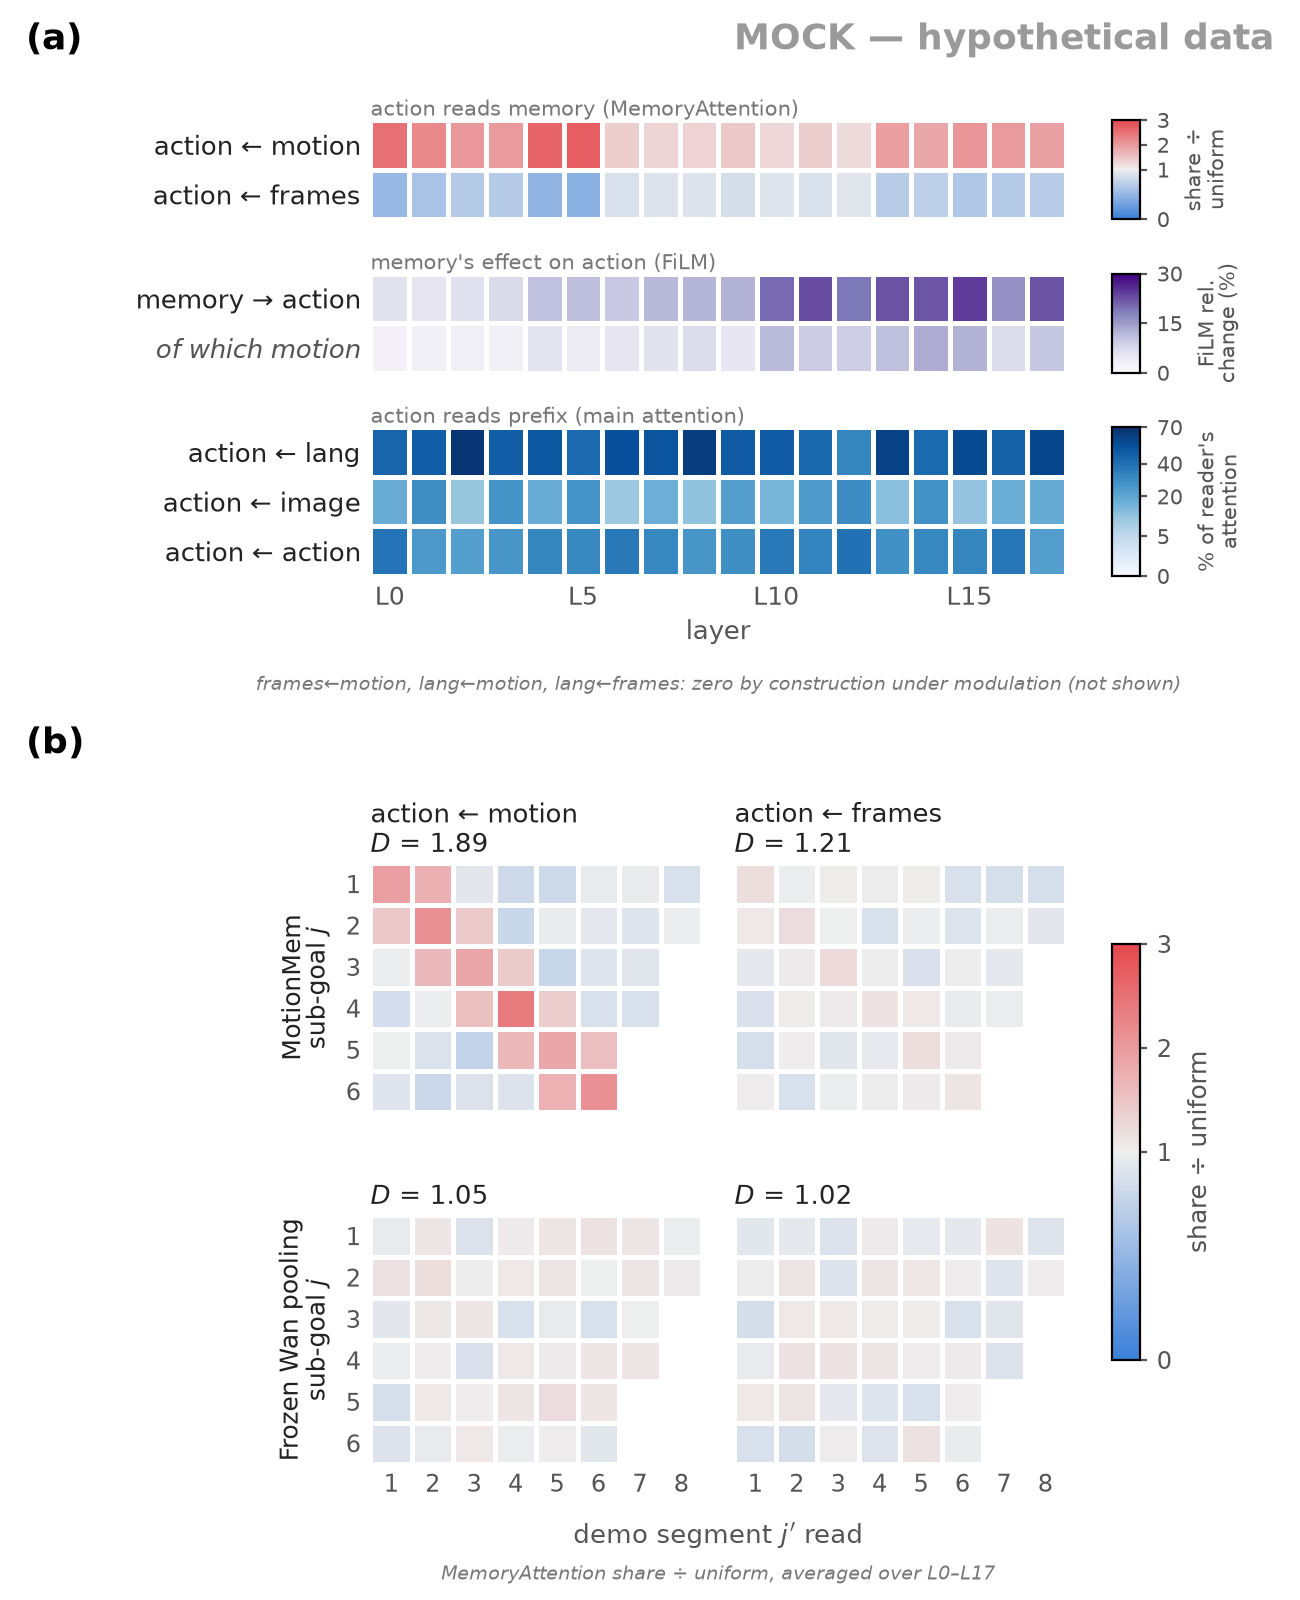 (a)
MOCK — hypothetical data
action reads memory (MemoryAttention)
action ← motion
action ← frames
3
2
1
0
share ÷
uniform
memory's effect on action (FiLM)
memory → action
of which motion
30
15
0
FiLM rel.
change (%)
action reads prefix (main attention)
action ← lang
action ← image
action ← action
70
40
20
5
0
% of reader's
attention
L0 L5 L10 L15
layer
frames←motion, lang←motion, lang←frames: zero by construction under modulation (not shown)
(b)
action ← motion
D = 1.89
action ← frames
D = 1.21
MotionMem
sub-goal j
1
2
3
4
5
6
D = 1.05
D = 1.02
Frozen Wan pooling
sub-goal j
1
2
3
4
5
6
1 2 3 4 5 6 7 8
1 2 3 4 5 6 7 8
3
2
1
0
share ÷ uniform
demo segment j′ read
MemoryAttention share ÷ uniform, averaged over L0–L17